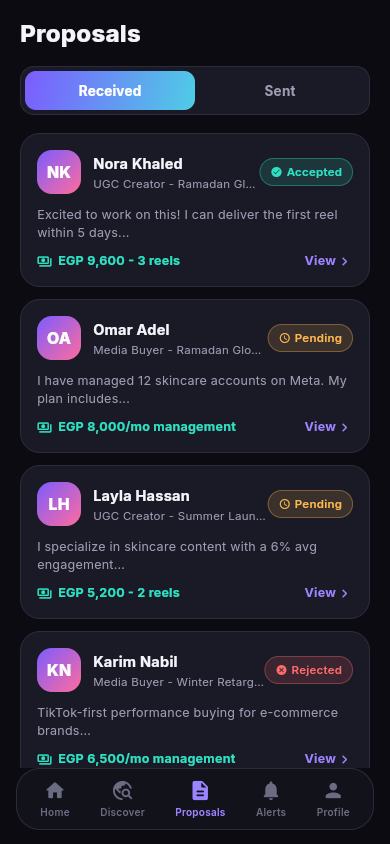 Proposals
Received
Sent
NK
Nora Khaled
UGC Creator - Ramadan Gl...
Accepted
Excited to work on this! I can deliver the first reel
within 5 days...
EGP 9,600 - 3 reels
View
OA
Omar Adel
Media Buyer - Ramadan Glo...
Pending
I have managed 12 skincare accounts on Meta. My
plan includes...
EGP 8,000/mo management
View
LH
Layla Hassan
UGC Creator - Summer Laun...
Pending
I specialize in skincare content with a 6% avg
engagement...
EGP 5,200 - 2 reels
View
KN
Karim Nabil
Media Buyer - Winter Retarg...
Rejected
TikTok-first performance buying for e-commerce
brands...
EGP 6,500/mo management
View
Home
Discover
Proposals
Alerts
Profile